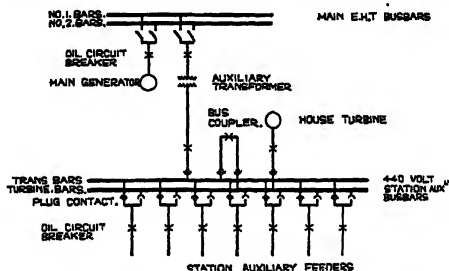 NO.1. BARS.
NO.2. BARS.
MAIN E.H.T BUSBARS
OIL CIRCUIT
BREAKER
MAIN GENERATOR
AUXILIARY
TRANSFORMER
BUS
COUPLER.
HOUSE TURBINE
TRANS BARS
TURBINE. BARS.
440 VOLT
STATION AUXY
BUSBARS
PLUG CONTACT.
OIL CIRCUIT
BREAKER
STATION AUXILIARY FEEDERS